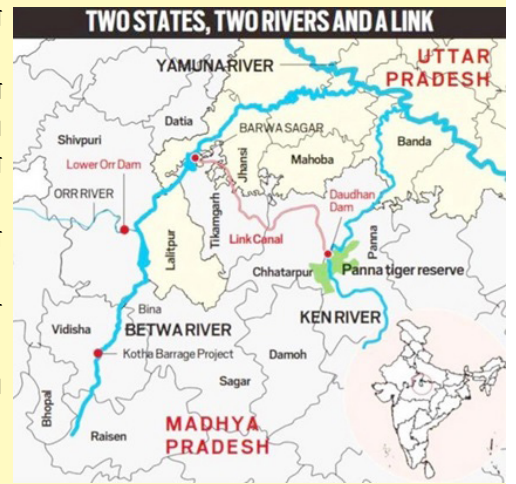 TWO STATES, TWO RIVERS AND A LINK
UTTAR
PRADESH
YAMUNA RIVER
Datia
BARWA SAGAR
Banda
Shivpuri
Jhansi
Mahoba
Lower Orr Dam
Tikamgarh
Daudhan
Dam
ORR RIVER
Lalitpur
Link Canal
Panna
Chhatarpur
Panna tiger reserve
Bina
KEN RIVER
Vidisha
BETWA RIVER
Kotha Barrage Project
Damoh
Sagar
Bhopal
MADHYA
PRADESH
Raisen